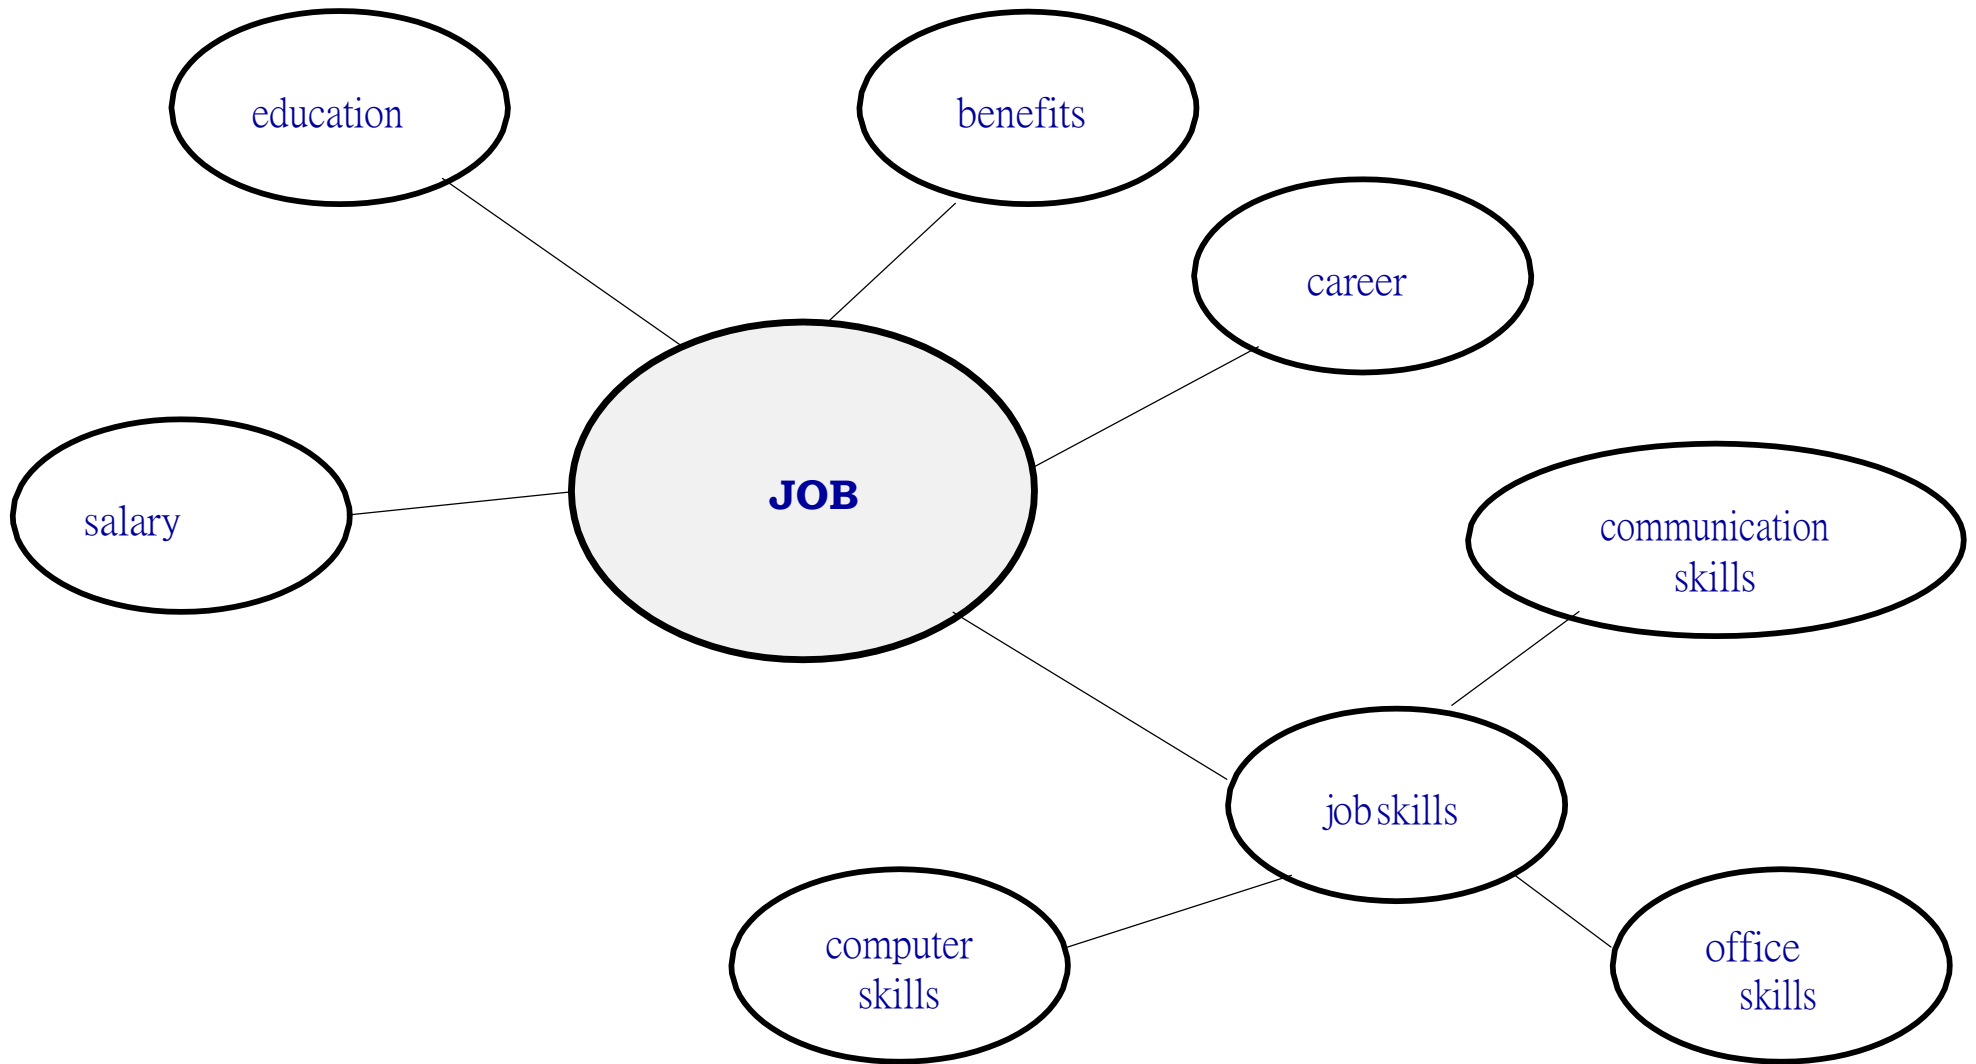 education
benefits
career
JOB
salary
communication
skills
job skills
computer
skills
office
skills